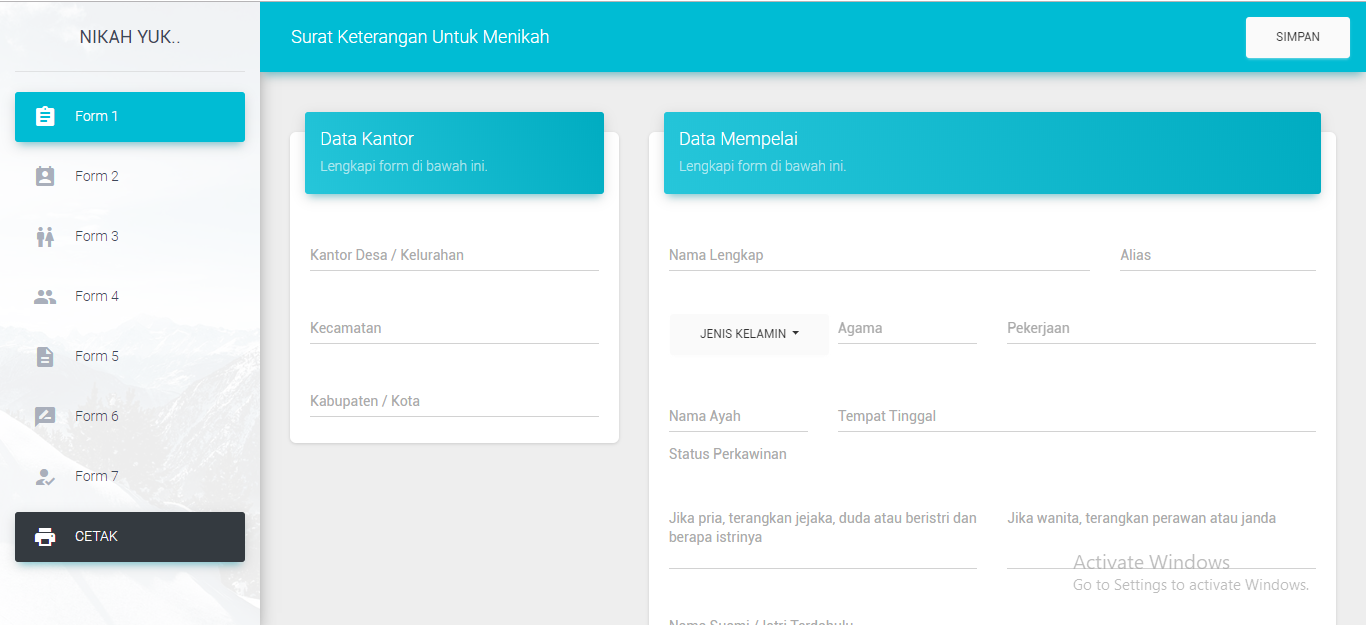 NIKAH YUK..
Form 1
Form 2
Form 3
Form 4
Form 5
Form 6
Form 7
CETAK
Surat Keterangan Untuk Menikah
SIMPAN
Data Kantor
Lengkapi form di bawah ini.
Kantor Desa / Kelurahan
Kecamatan
Kabupaten / Kota
Data Mempelai
Lengkapi form di bawah ini.
Nama Lengkap
Alias
JENIS KELAMIN
Agama
Pekerjaan
Nama Ayah
Tempat Tinggal
Status Perkawinan
Jika pria, terangkan jejaka, duda atau beristri dan
berapa istrinya
Jika wanita, terangkan perawan atau janda
Activate Windows
Go to Settings to activate Windows.
Nama Suami / Istri Terdahulu